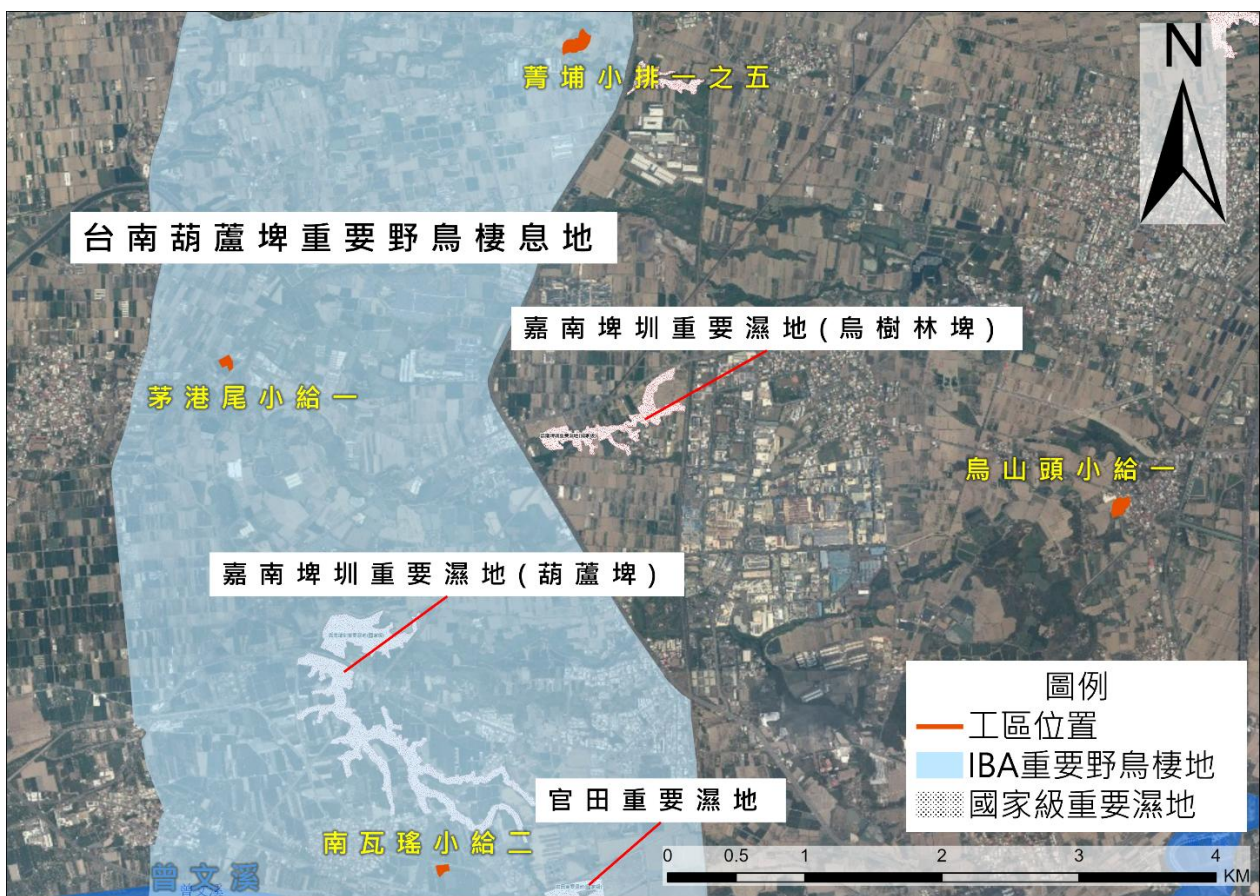 N
菁埔小排一之五
台南葫蘆埤重要野鳥棲息地
嘉南埤圳重要濕地(烏樹林埤)
茅港尾小給一
烏山頭小給一
嘉南埤圳重要濕地(葫蘆埤)
圖例
工區位置
IBA重要野鳥棲地
國家級重要濕地
官田重要濕地
南瓦瑤小給二
0 0.5 1 2 3 4
KM
曾文溪
曾文溪